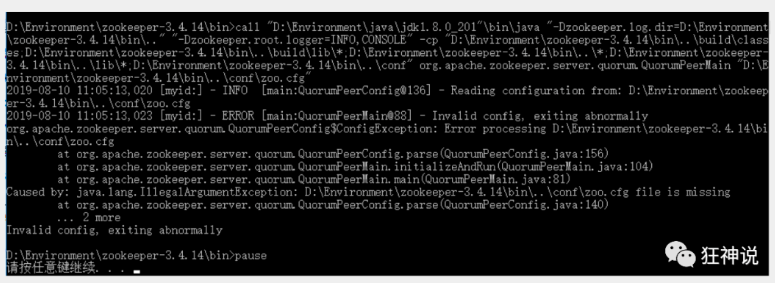 D:\Environment\zookeeper-3.4.14\bin>call "D:\Environment\java\jdk1.8.0_201"\bin\java "-Dzookeeper.log.dir=D:\Environment
\zookeeper-3.4.14\bin\.." "-Dzookeeper.root.logger=INFO,CONSOLE" -cp "D:\Environment\zookeeper-3.4.14\bin\..\build\class
es;D:\Environment\zookeeper-3.4.14\bin\..\build\lib\*;D:\Environment\zookeeper-3.4.14\bin\..\*;D:\Environment\zookeeper-
3.4.14\bin\..\lib\*;D:\Environment\zookeeper-3.4.14\bin\..\conf" org.apache.zookeeper.server.quorum.QuorumPeerMain "D:\E
nvironment\zookeeper-3.4.14\bin\..\conf\zoo.cfg"
2019-08-10 11:05:13,020 [myid:] - INFO  [main:QuorumPeerConfig@136] - Reading configuration from: D:\Environment\zookeep
er-3.4.14\bin\..\conf\zoo.cfg
2019-08-10 11:05:13,023 [myid:] - ERROR [main:QuorumPeerMain@88] - Invalid config, exiting abnormally
org.apache.zookeeper.server.quorum.QuorumPeerConfig$ConfigException: Error processing D:\Environment\zookeeper-3.4.14\bi
n\..\conf\zoo.cfg
at org.apache.zookeeper.server.quorum.QuorumPeerConfig.parse(QuorumPeerConfig.java:156)
at org.apache.zookeeper.server.quorum.QuorumPeerMain.initializeAndRun(QuorumPeerMain.java:104)
at org.apache.zookeeper.server.quorum.QuorumPeerMain.main(QuorumPeerMain.java:81)
Caused by: java.lang.IllegalArgumentException: D:\Environment\zookeeper-3.4.14\bin\..\conf\zoo.cfg file is missing
at org.apache.zookeeper.server.quorum.QuorumPeerConfig.parse(QuorumPeerConfig.java:140)
... 2 more
Invalid config, exiting abnormally
D:\Environment\zookeeper-3.4.14\bin>pause
请按任意键继续. . .
狂神说